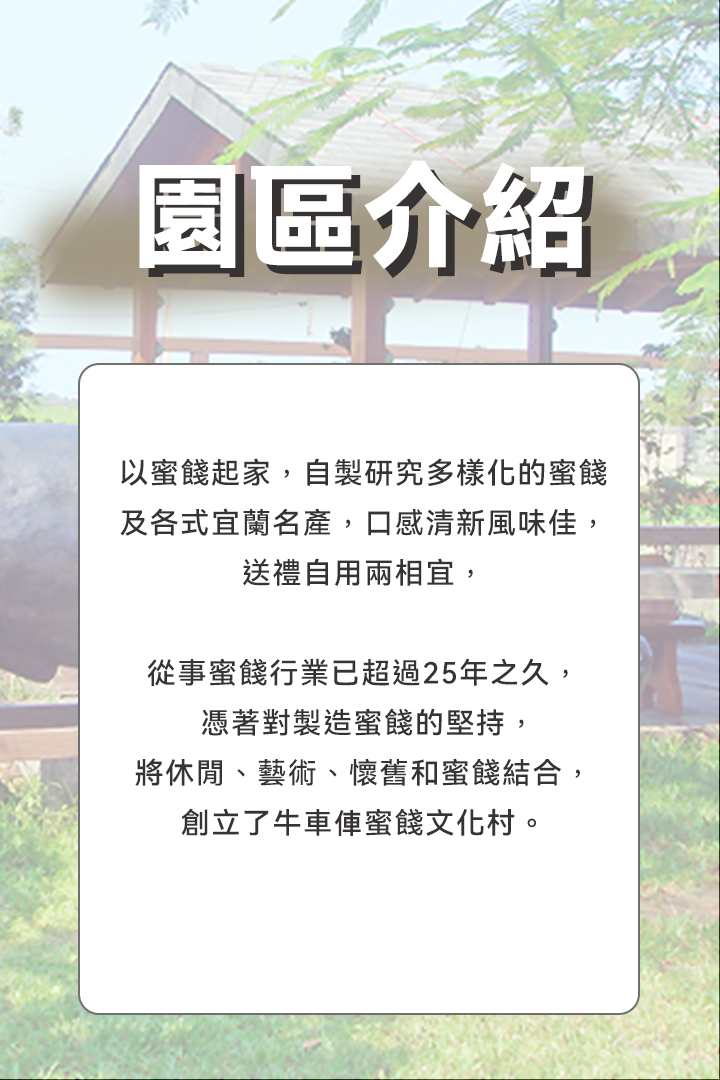 園區介紹
以蜜餞起家，自製研究多樣化的蜜餞
及各式宜蘭名產，口感清新風味佳，
送禮自用兩相宜，
從事蜜餞行業已超過25年之久，
憑著對製造蜜餞的堅持，
將休閒、藝術、懷舊和蜜餞結合，
創立了牛車俥蜜餞文化村。